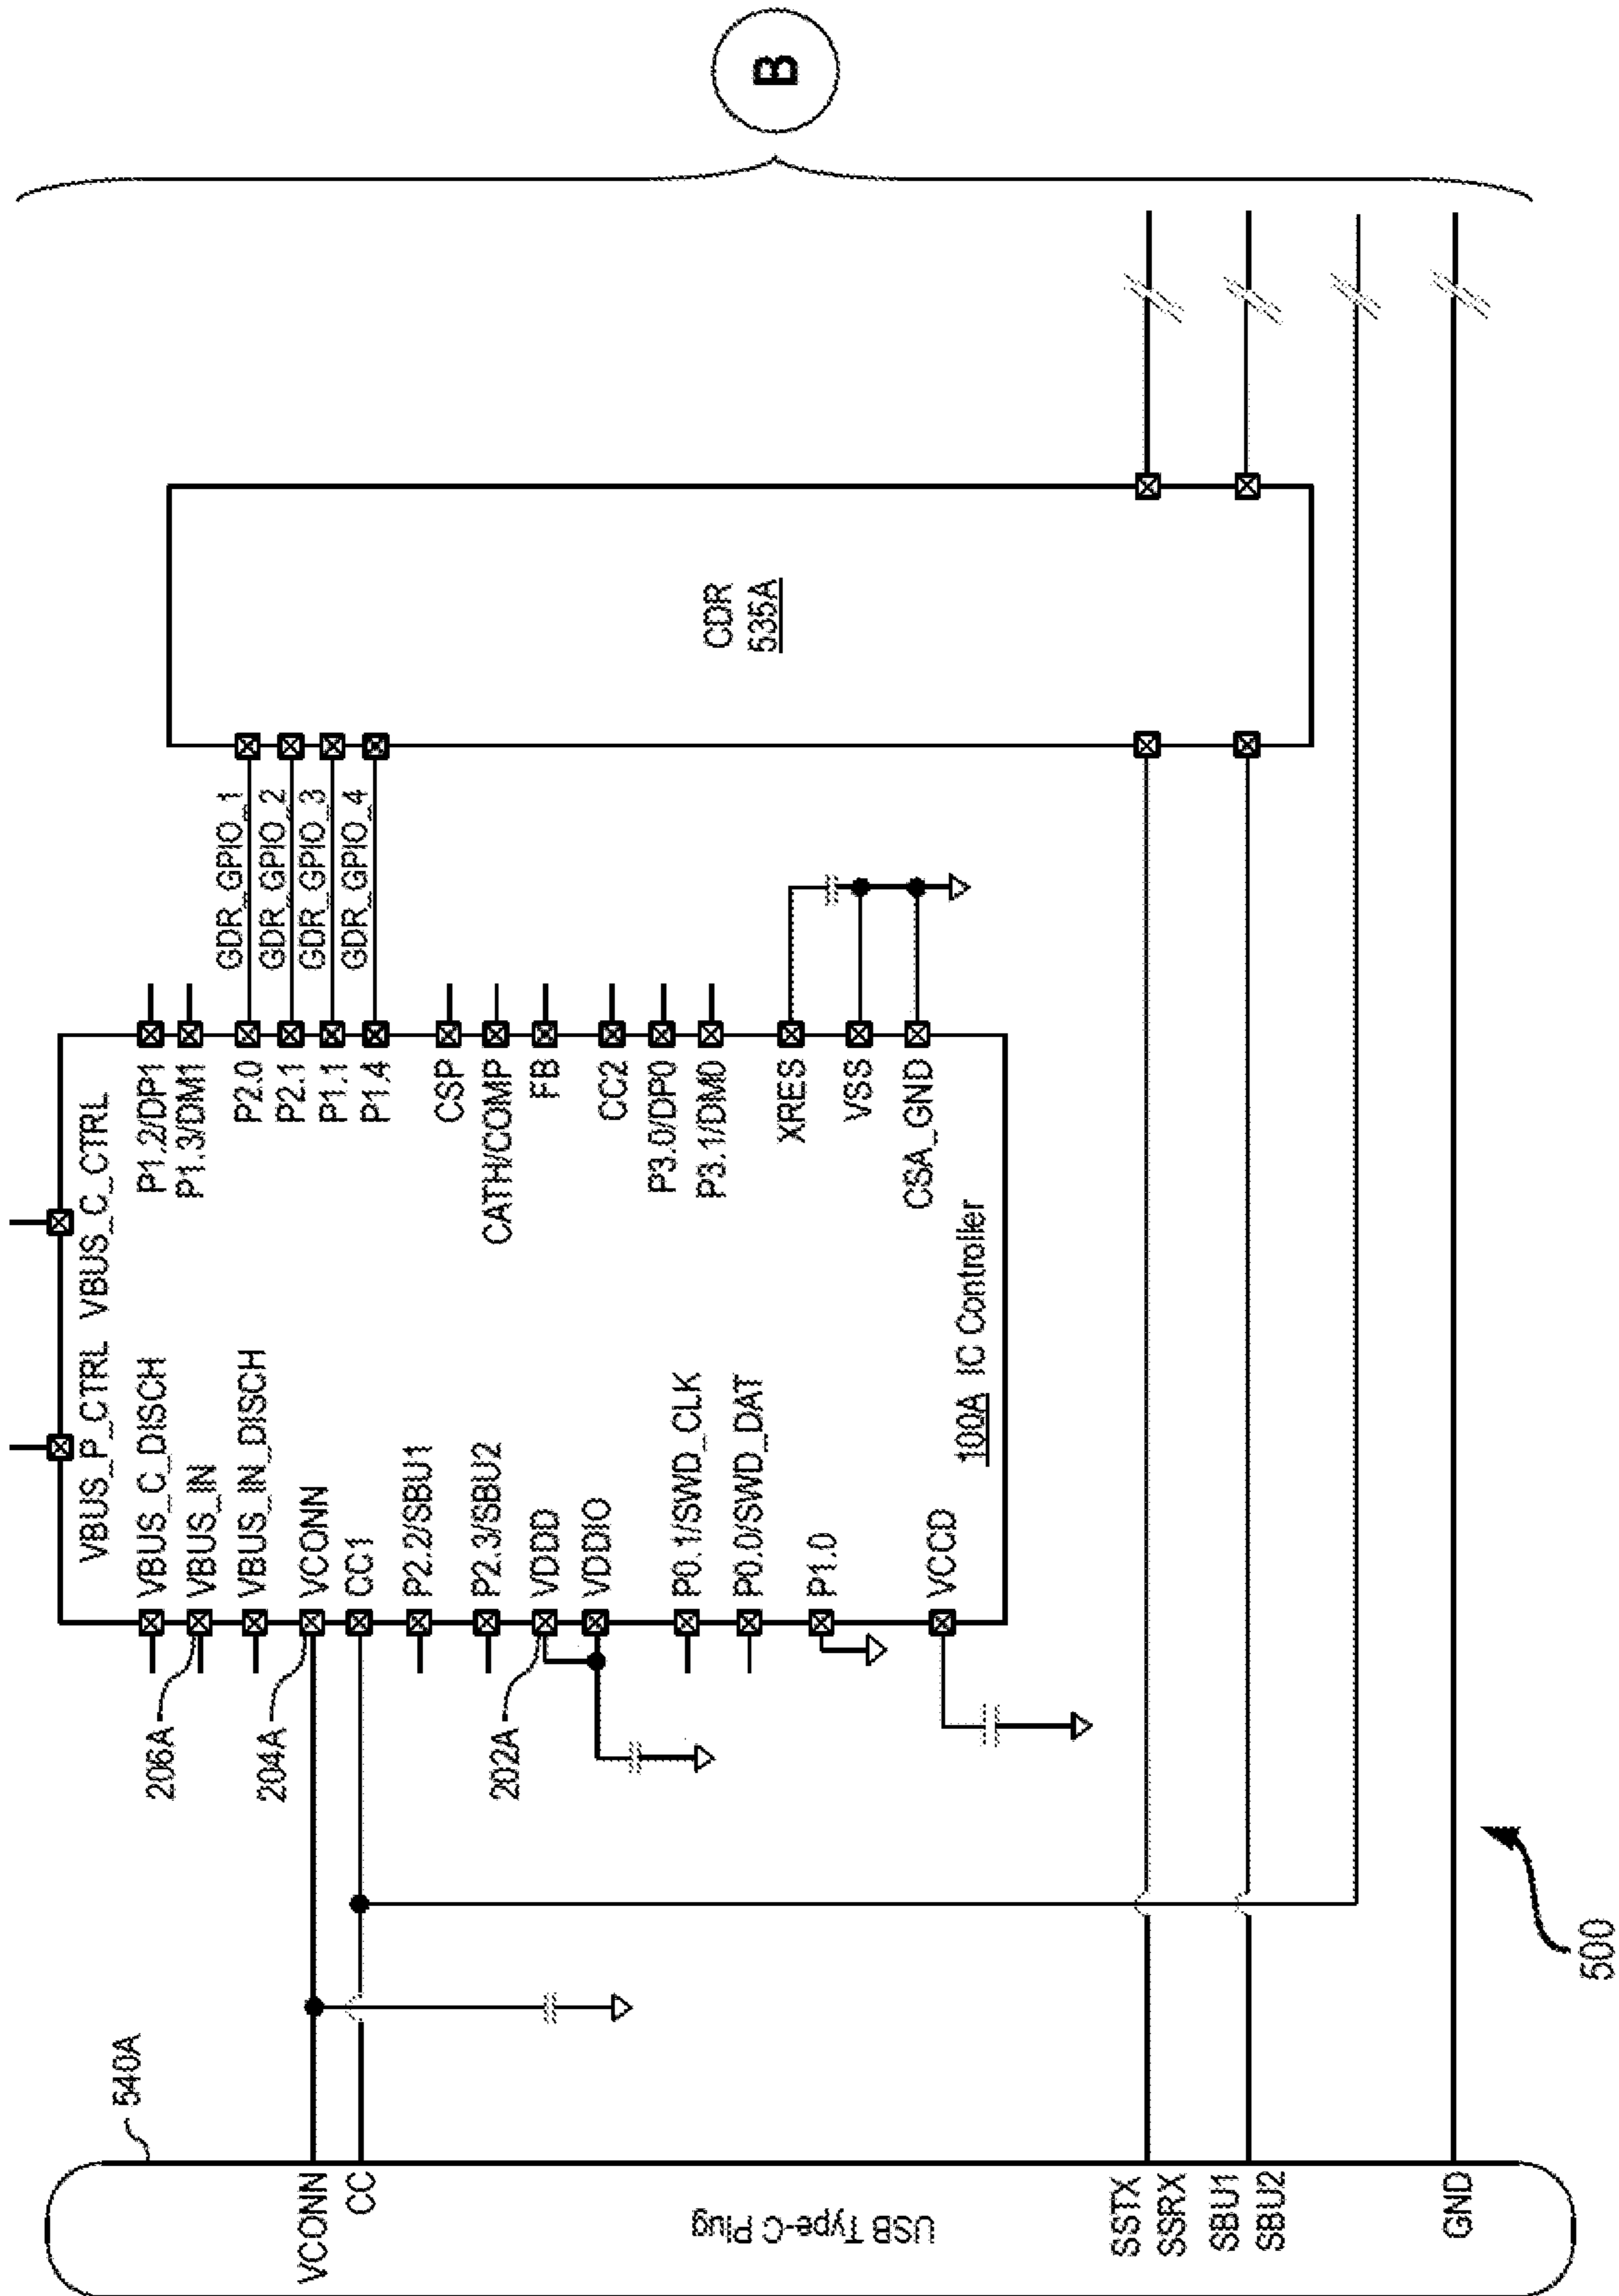 540A
VCONN
CC
USB Type-C Plug
SSTX
SSRX
SBU1
SBU2
GND
500
206A
204A
202A
VBUS_P_CTRL VBUS_C_CTRL
VBUS_C_DISCH
VBUS_IN
VBUS_IN_DISCH
VCONN
CC1
P2.2/SBU1
P2.3/SBU2
VDDD
VDDIO
P0.1/SWD_CLK
P0.0/SWD_DAT
P1.0
VCCD
100A IC Controller
P1.2/DP1
P1.3/DM1
P2.0
P2.1
P1.1
P1.4
CSP
CATH/COMP
FB
CC2
P3.0/DP0
P3.1/DM0
XRES
VSS
CSA_GND
GDR_GPIO_1
GDR_GPIO_2
GDR_GPIO_3
GDR_GPIO_4
CDR
535A
B